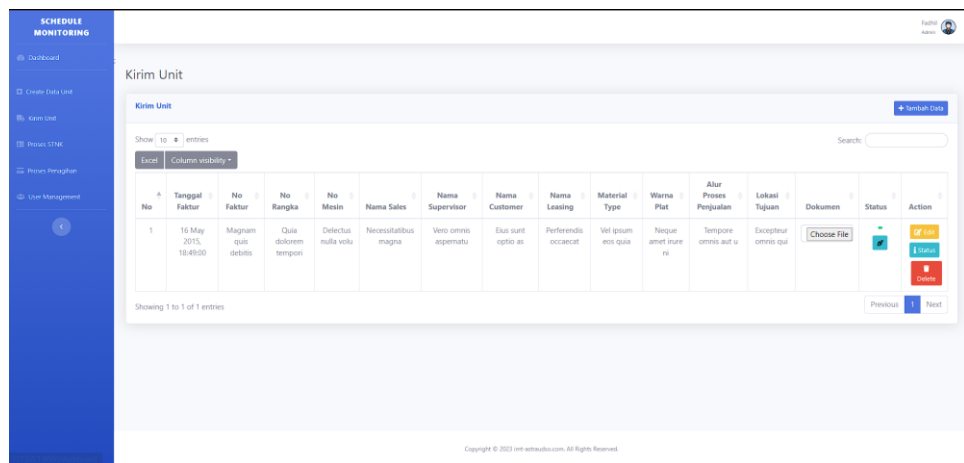 SCHEDULE
MONITORING
Fadhil
Admin
Dashboard
Create Data Unit
Kirim Unit
Proses STNK
Proses Penagihan
User Management
Kirim Unit
Kirim Unit
+ Tambah Data
Show 10 entries
Search:
Excel Column visibility
No Tanggal Faktur No Faktur No Rangka No Mesin Nama Sales Nama Supervisor Nama Customer Nama Leasing Material Type Warna Plat Alur Proses Penjualan Lokasi Tujuan Dokumen Status Action
1 16 May 2015, 18:49:00 Magnam quis debitis Quia dolorem tempori Delectus nulla volu Necessitatibus magna Vero omnis aspernatu Eius sunt optio as Perferendis occaecat Vel ipsum eos quia Neque amet irure ni Tempore omnis aut u Excepteur omnis qui Choose File Edit
Status
Delete
Showing 1 to 1 of 1 entries
Previous 1 Next
Copyright © 2023 All Rights Reserved.